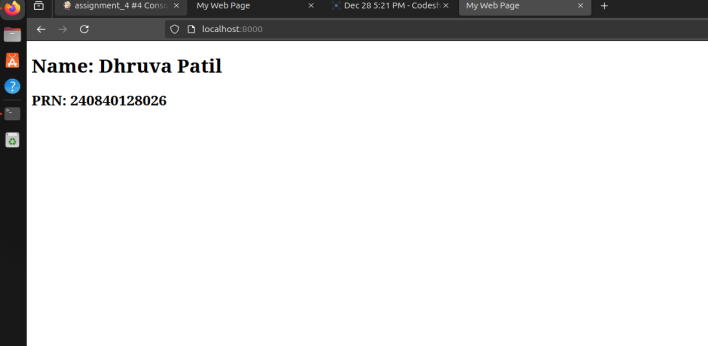 assignment_4 #4 Conso
My Web Page
Dec 28 5:21 PM - Codesh
My Web Page
localhost:8000
Name: Dhruva Patil
PRN: 240840128026